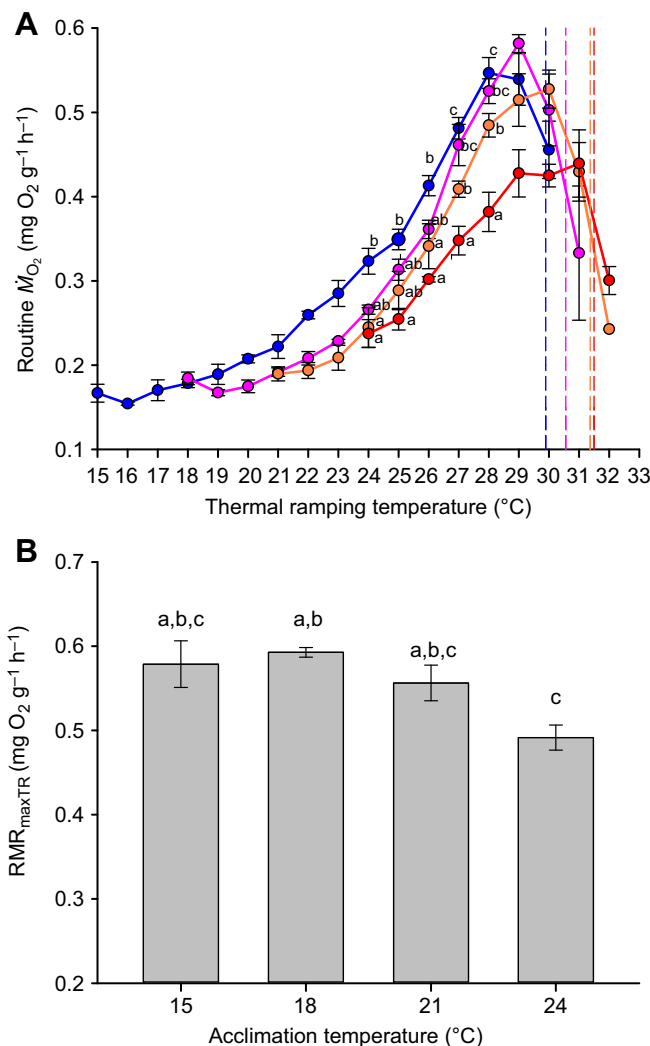 A
0.6
0.5
0.4
0.3
0.2
0.1
Routine ṀO2 (mg O2 g–1 h–1)
c
c
bc
b
c
bc
b
b
ab
a
a
b
ab
ab
a
b
ab
a
a
a
a
15 16 17 18 19 20 21 22 23 24 25 26 27 28 29 30 31 32 33
Thermal ramping temperature (°C)
B
0.7
0.6
0.5
0.4
0.3
0.2
RMRmaxTR (mg O2 g–1 h–1)
a,b,c
a,b
a,b,c
c
15 18 21 24
Acclimation temperature (°C)